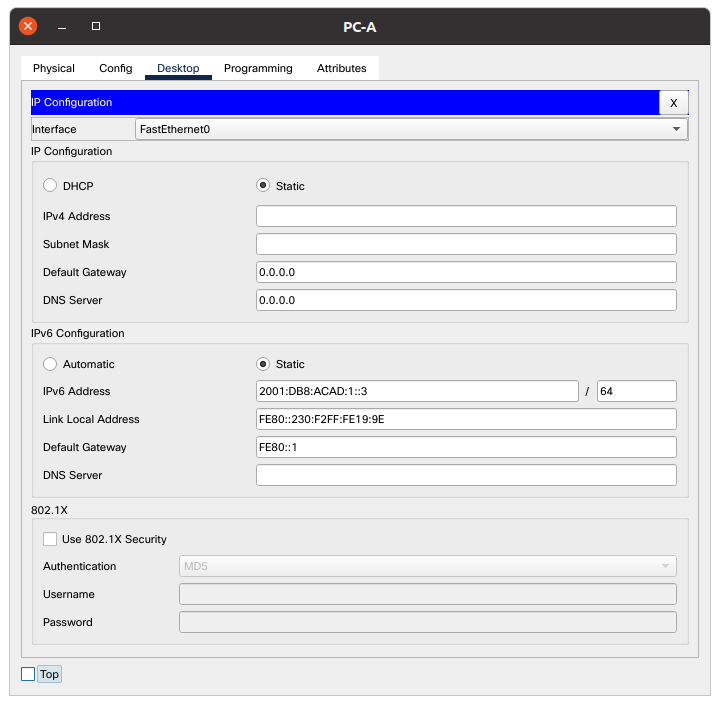 PC-A
Physical Config Desktop Programming Attributes
IP Configuration X
Interface FastEthernet0
IP Configuration
DHCP Static
IPv4 Address
Subnet Mask
Default Gateway 0.0.0.0
DNS Server 0.0.0.0
IPv6 Configuration
Automatic Static
IPv6 Address 2001:DB8:ACAD:1::3 / 64
Link Local Address FE80::230:F2FF:FE19:9E
Default Gateway FE80::1
DNS Server
802.1X
Use 802.1X Security
Authentication MD5
Username
Password
Top